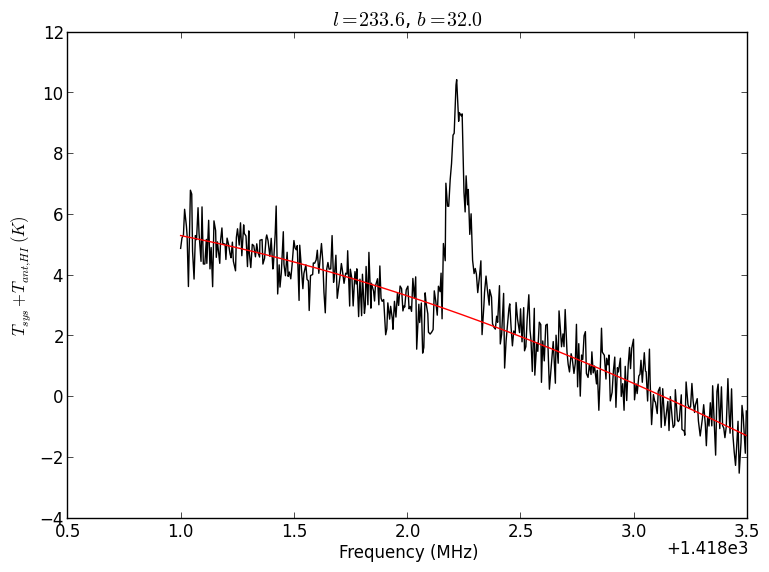 l = 233.6, b = 32.0
12
10
8
6
4
2
0
−2
−4
T_sys + T_ant,HI (K)
0.5 1.0 1.5 2.0 2.5 3.0 3.5
Frequency (MHz)
+1.418e3